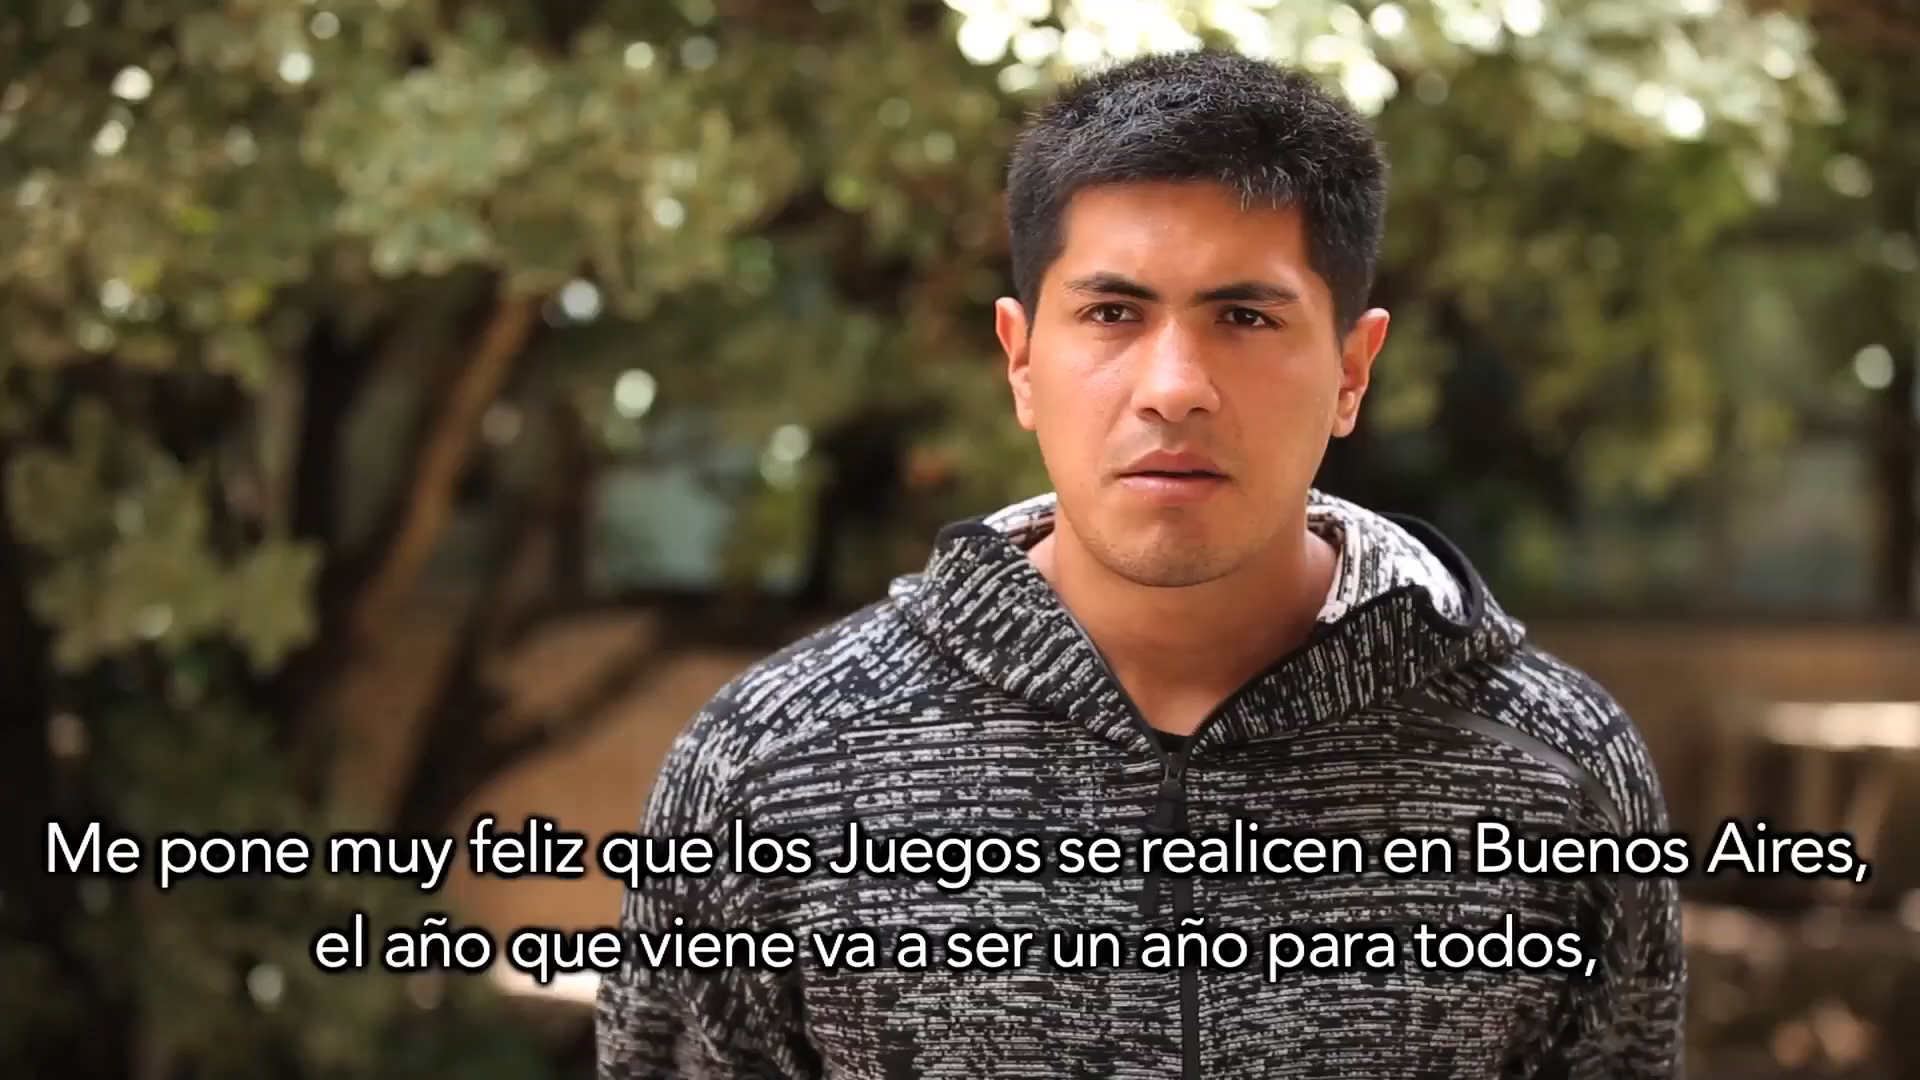 Me pone muy feliz que los Juegos se realicen en Buenos Aires,
el año que viene va a ser un año para todos,